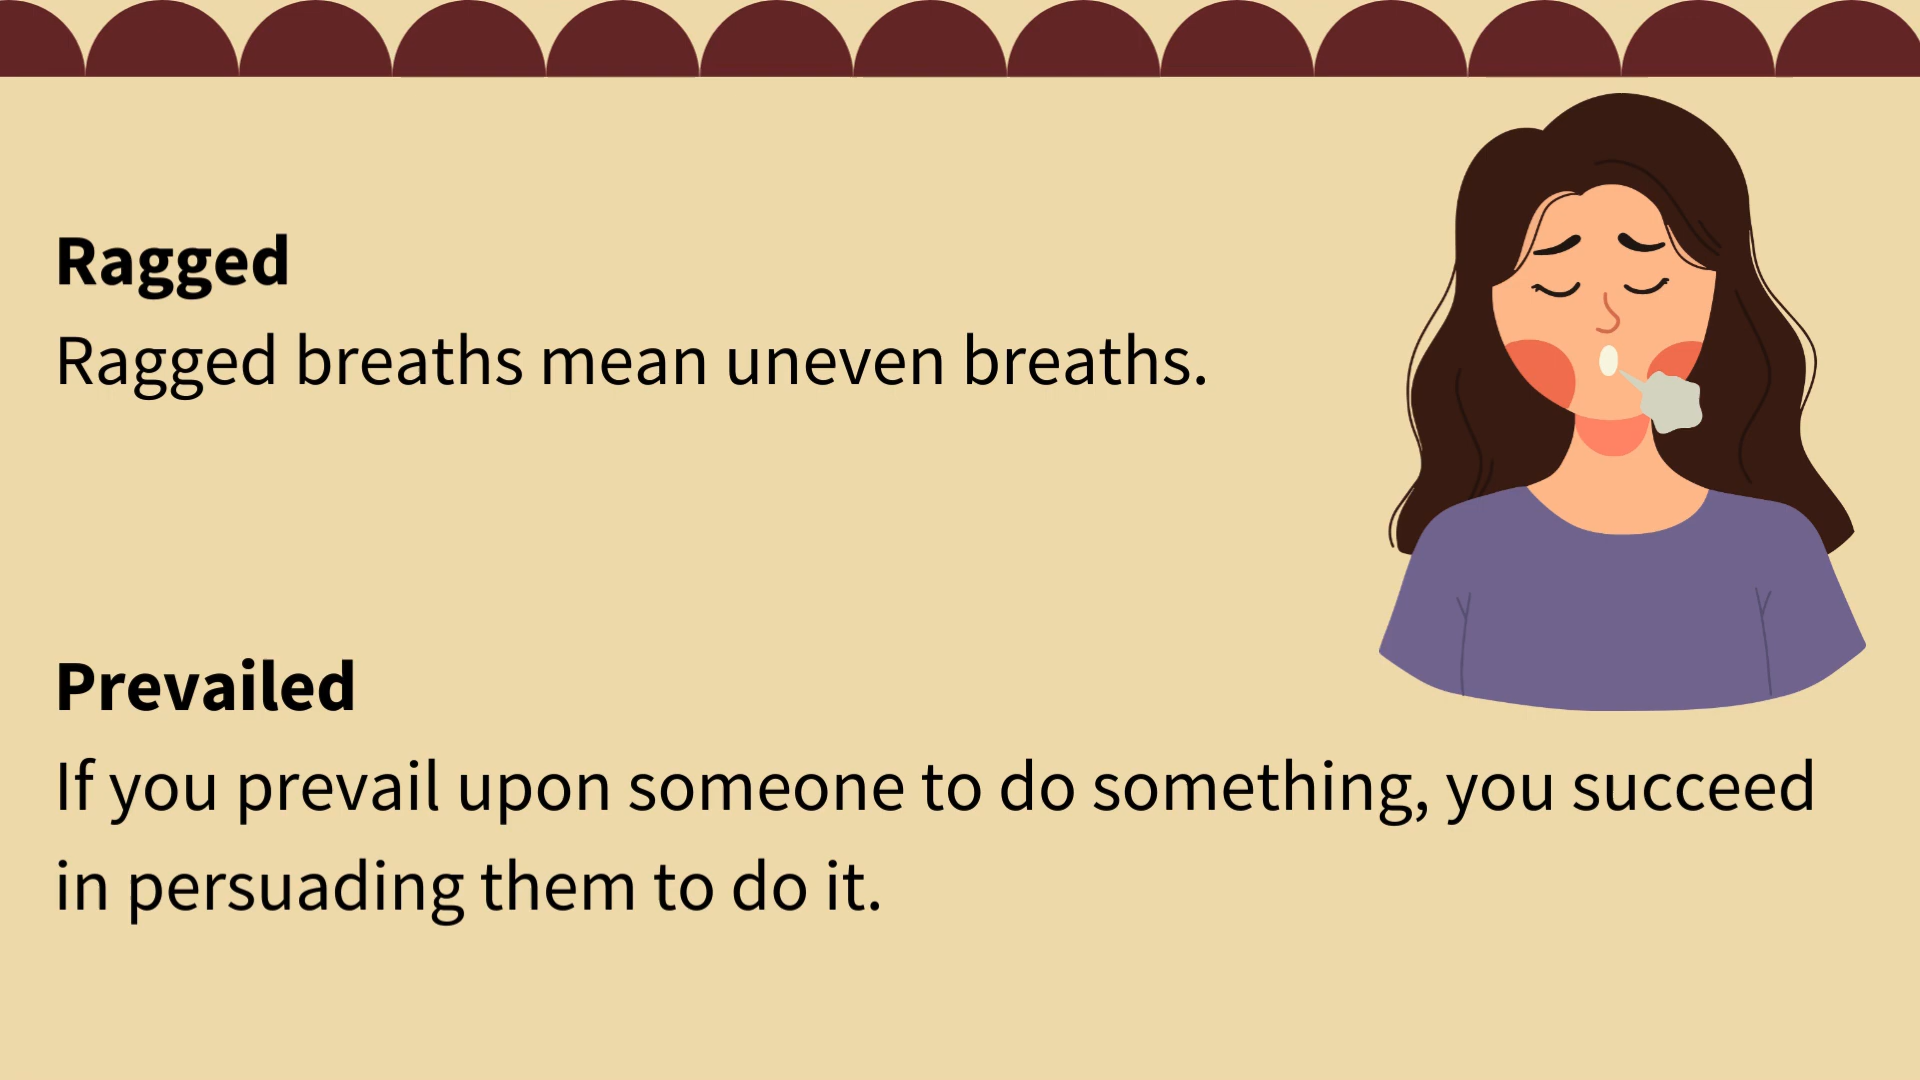 Ragged
Ragged breaths mean uneven breaths.
Prevailed
If you prevail upon someone to do something, you succeed
in persuading them to do it.